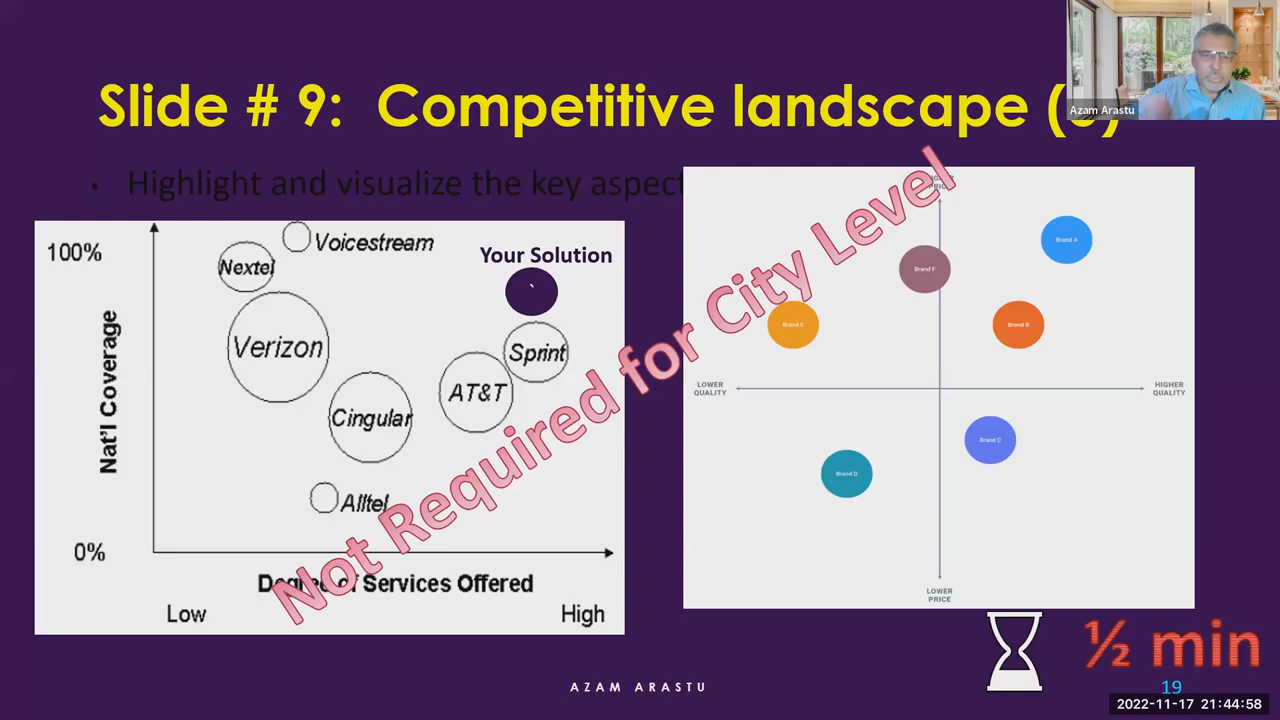 Azam Arastu
Slide # 9: Competitive landscape
Highlight and visualize the key aspect
100%
Nat'l Coverage
0%
Voicestream
Nextel
Your Solution
Verizon
Sprint
AT&T
Cingular
Alltel
Degree of Services Offered
Low
High
Not Required for City Level
PRICE
Brand A
Brand F
Brand E
Brand B
LOWER
QUALITY
HIGHER
QUALITY
Brand C
Brand D
LOWER
PRICE
½ min
AZAM ARASTU
19
2022-11-17 21:44:58